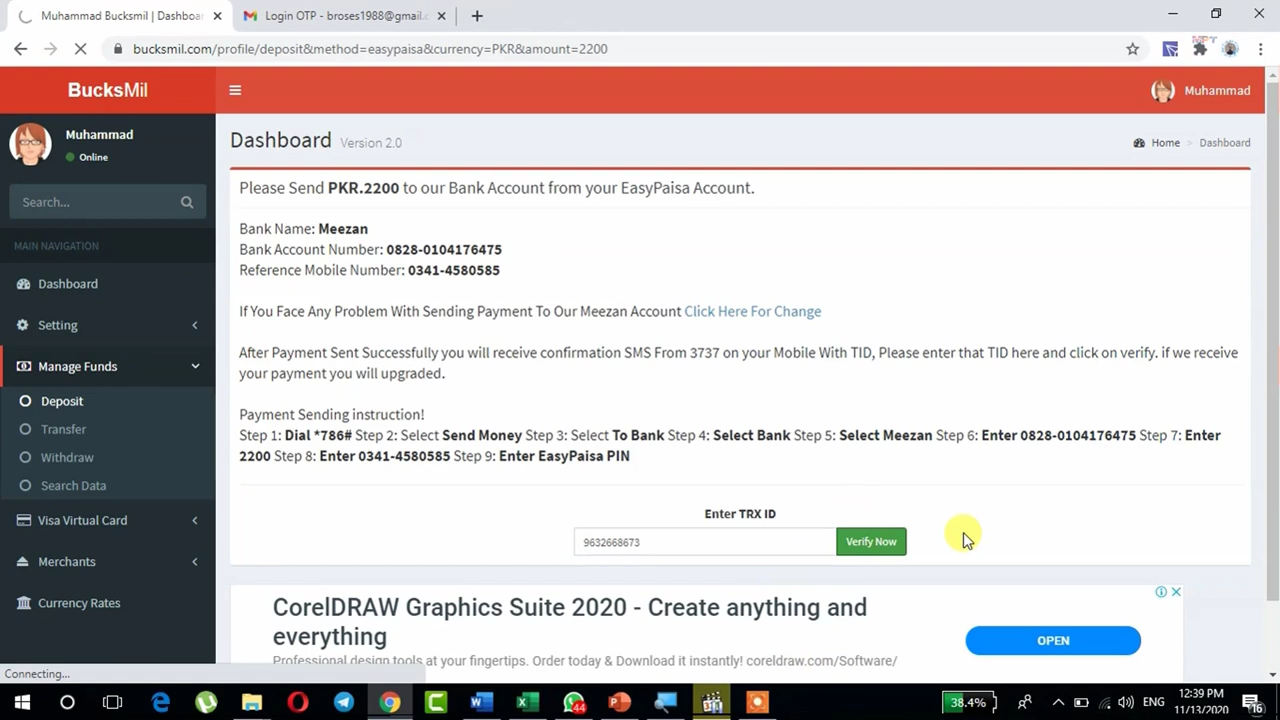 Muhammad Bucksmil | Dashboa
Login OTP - broses1988@gmail.c
bucksmil.com/profile/deposit&method=easypaisa&currency=PKR&amount=2200
BucksMil
Muhammad
Muhammad
Online
Dashboard Version 2.0
Home > Dashboard
Search...
MAIN NAVIGATION
Dashboard
Setting
Manage Funds
Deposit
Transfer
Withdraw
Search Data
Visa Virtual Card
Merchants
Currency Rates
Please Send PKR.2200 to our Bank Account from your EasyPaisa Account.
Bank Name: Meezan
Bank Account Number: 0828-0104176475
Reference Mobile Number: 0341-4580585
If You Face Any Problem With Sending Payment To Our Meezan Account Click Here For Change
After Payment Sent Successfully you will receive confirmation SMS From 3737 on your Mobile With TID, Please enter that TID here and click on verify. if we receive
your payment you will upgraded.
Payment Sending instruction!
Step 1: Dial *786# Step 2: Select Send Money Step 3: Select To Bank Step 4: Select Bank Step 5: Select Meezan Step 6: Enter 0828-0104176475 Step 7: Enter
2200 Step 8: Enter 0341-4580585 Step 9: Enter EasyPaisa PIN
Enter TRX ID
9632668673
Verify Now
CorelDRAW Graphics Suite 2020 - Create anything and
everything
Professional design tools at your fingertips. Order today & Download it instantly! coreldraw.com/Software/
OPEN
Connecting...
44
38.4%
ENG
12:39 PM
11/13/2020
16